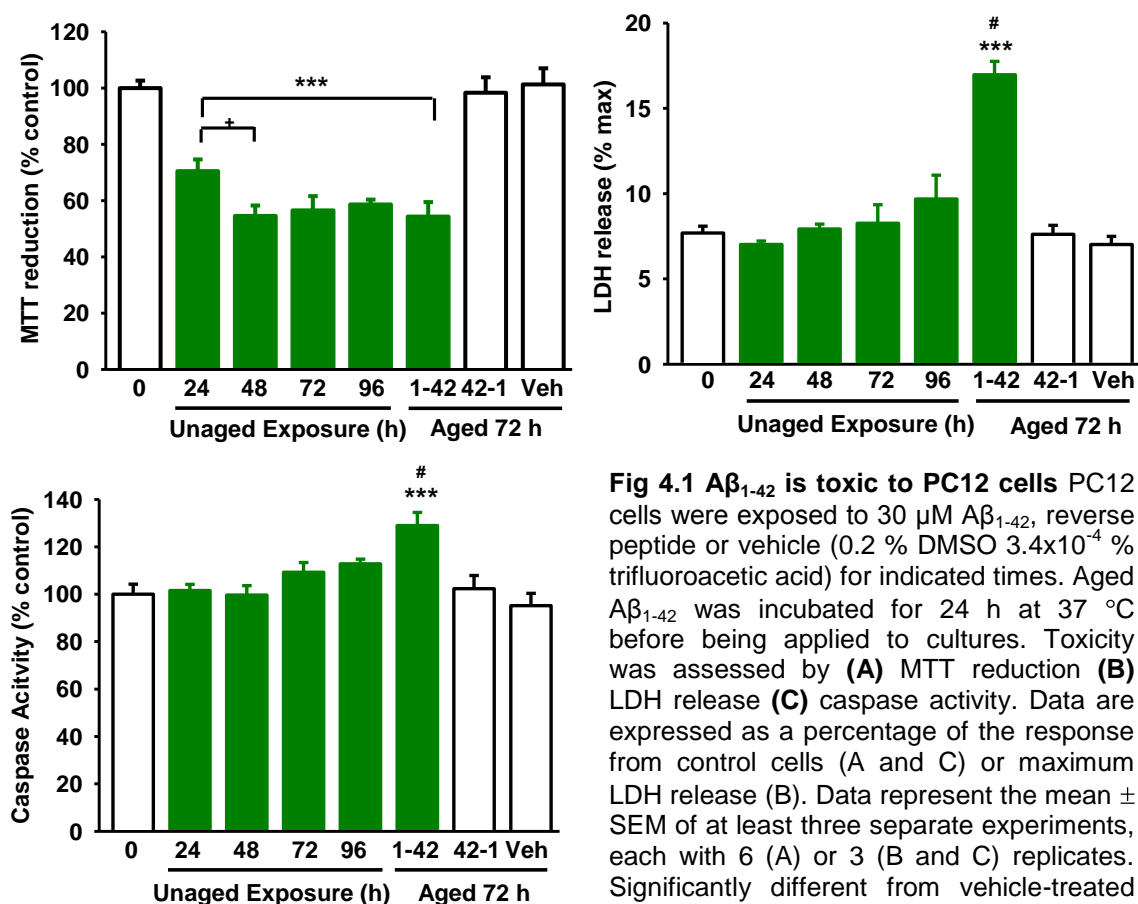 MTT reduction (% control)
120
100
80
60
40
20
0
***
+
0 24 48 72 96 1-42 42-1 Veh
Unaged Exposure (h) Aged 72 h
LDH release (% max)
20
15
10
5
0
#
***
0 24 48 72 96 1-42 42-1 Veh
Unaged Exposure (h) Aged 72 h
Caspase Acitvity (% control)
140
120
100
80
60
40
20
0
#
***
0 24 48 72 96 1-42 42-1 Veh
Unaged Exposure (h) Aged 72 h
Fig 4.1 Aβ₁₋₄₂ is toxic to PC12 cells PC12
cells were exposed to 30 µM Aβ₁₋₄₂, reverse
peptide or vehicle (0.2 % DMSO 3.4x10⁻⁴ %
trifluoroacetic acid) for indicated times. Aged
Aβ₁₋₄₂ was incubated for 24 h at 37 °C
before being applied to cultures. Toxicity
was assessed by (A) MTT reduction (B)
LDH release (C) caspase activity. Data are
expressed as a percentage of the response
from control cells (A and C) or maximum
LDH release (B). Data represent the mean ±
SEM of at least three separate experiments,
each with 6 (A) or 3 (B and C) replicates.
Significantly different from vehicle-treated